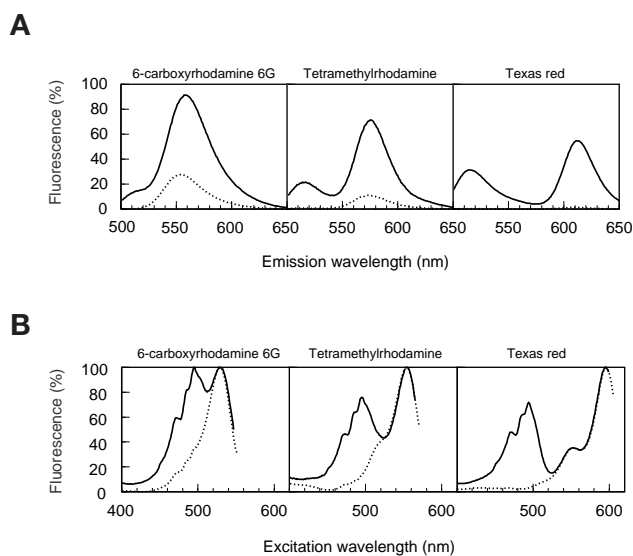 A
6-carboxyrhodamine 6G Tetramethylrhodamine Texas red
Fluorescence (%)
100
80
60
40
20
0
500 550 600 650 550 600 650 550 600 650
Emission wavelength (nm)
B
6-carboxyrhodamine 6G Tetramethylrhodamine Texas red
Fluorescence (%)
100
80
60
40
20
0
400 500 600 500 600 500 600
Excitation wavelength (nm)